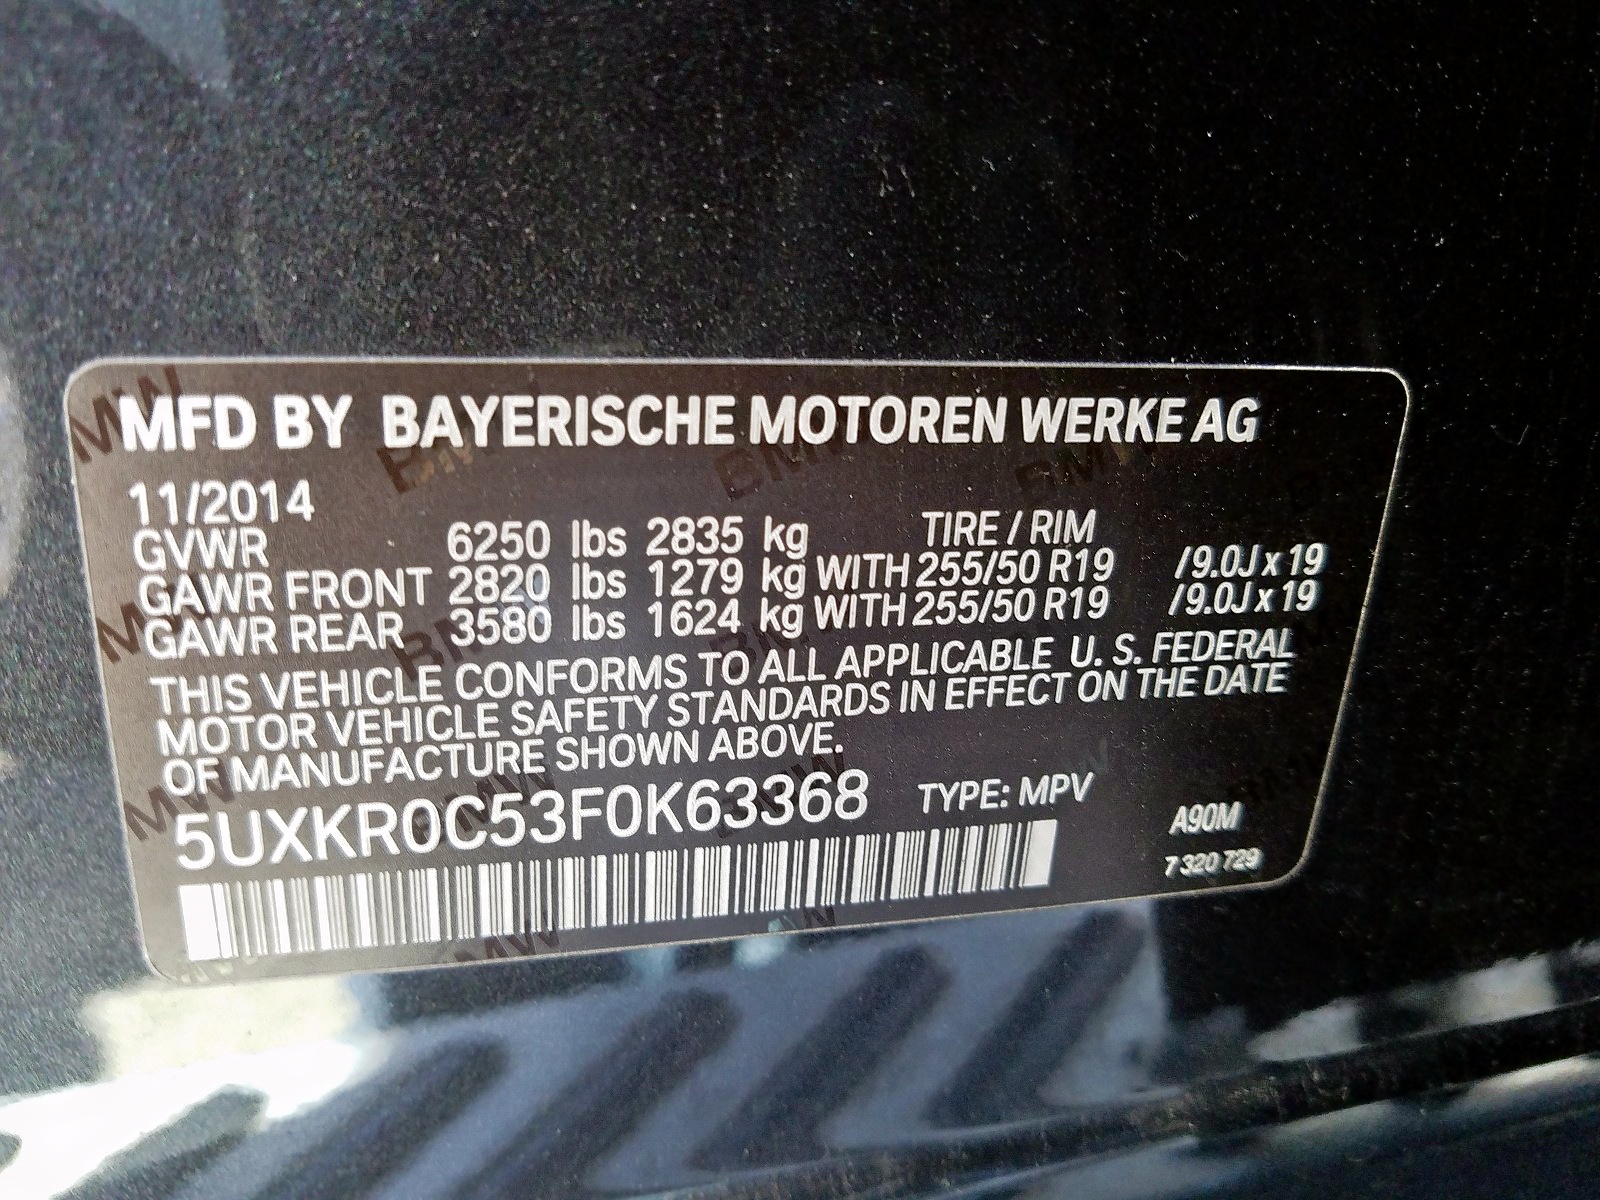 MFD BY BAYERISCHE MOTOREN WERKE AG
11/2014
GVWR 6250 lbs 2835 kg TIRE / RIM
GAWR FRONT 2820 lbs 1279 kg WITH 255/50 R19 /9.0J x 19
GAWR REAR 3580 lbs 1624 kg WITH 255/50 R19 /9.0J x 19
THIS VEHICLE CONFORMS TO ALL APPLICABLE U. S. FEDERAL
MOTOR VEHICLE SAFETY STANDARDS IN EFFECT ON THE DATE
OF MANUFACTURE SHOWN ABOVE.
5UXKR0C53F0K63368 TYPE: MPV
A90M
7 320 729